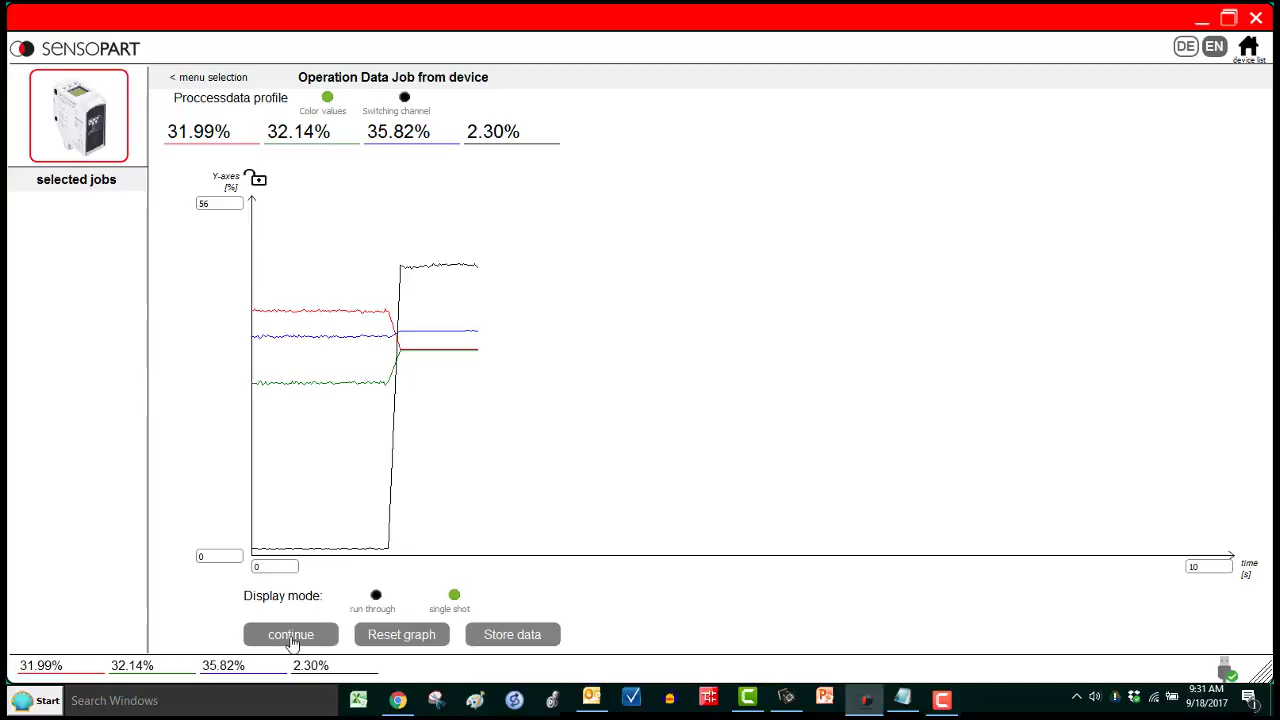 SENSOPART
DE EN
device list
< menu selection
Operation Data Job from device
Proccessdata profile
Color values
Switching channel
31.99% 32.14% 35.82% 2.30%
selected jobs
Y-axes
[%]
56
0
0
10
time
[s]
Display mode:
run through
single shot
continue
Reset graph
Store data
31.99% 32.14% 35.82% 2.30%
Start
Search Windows
9:31 AM
9/18/2017